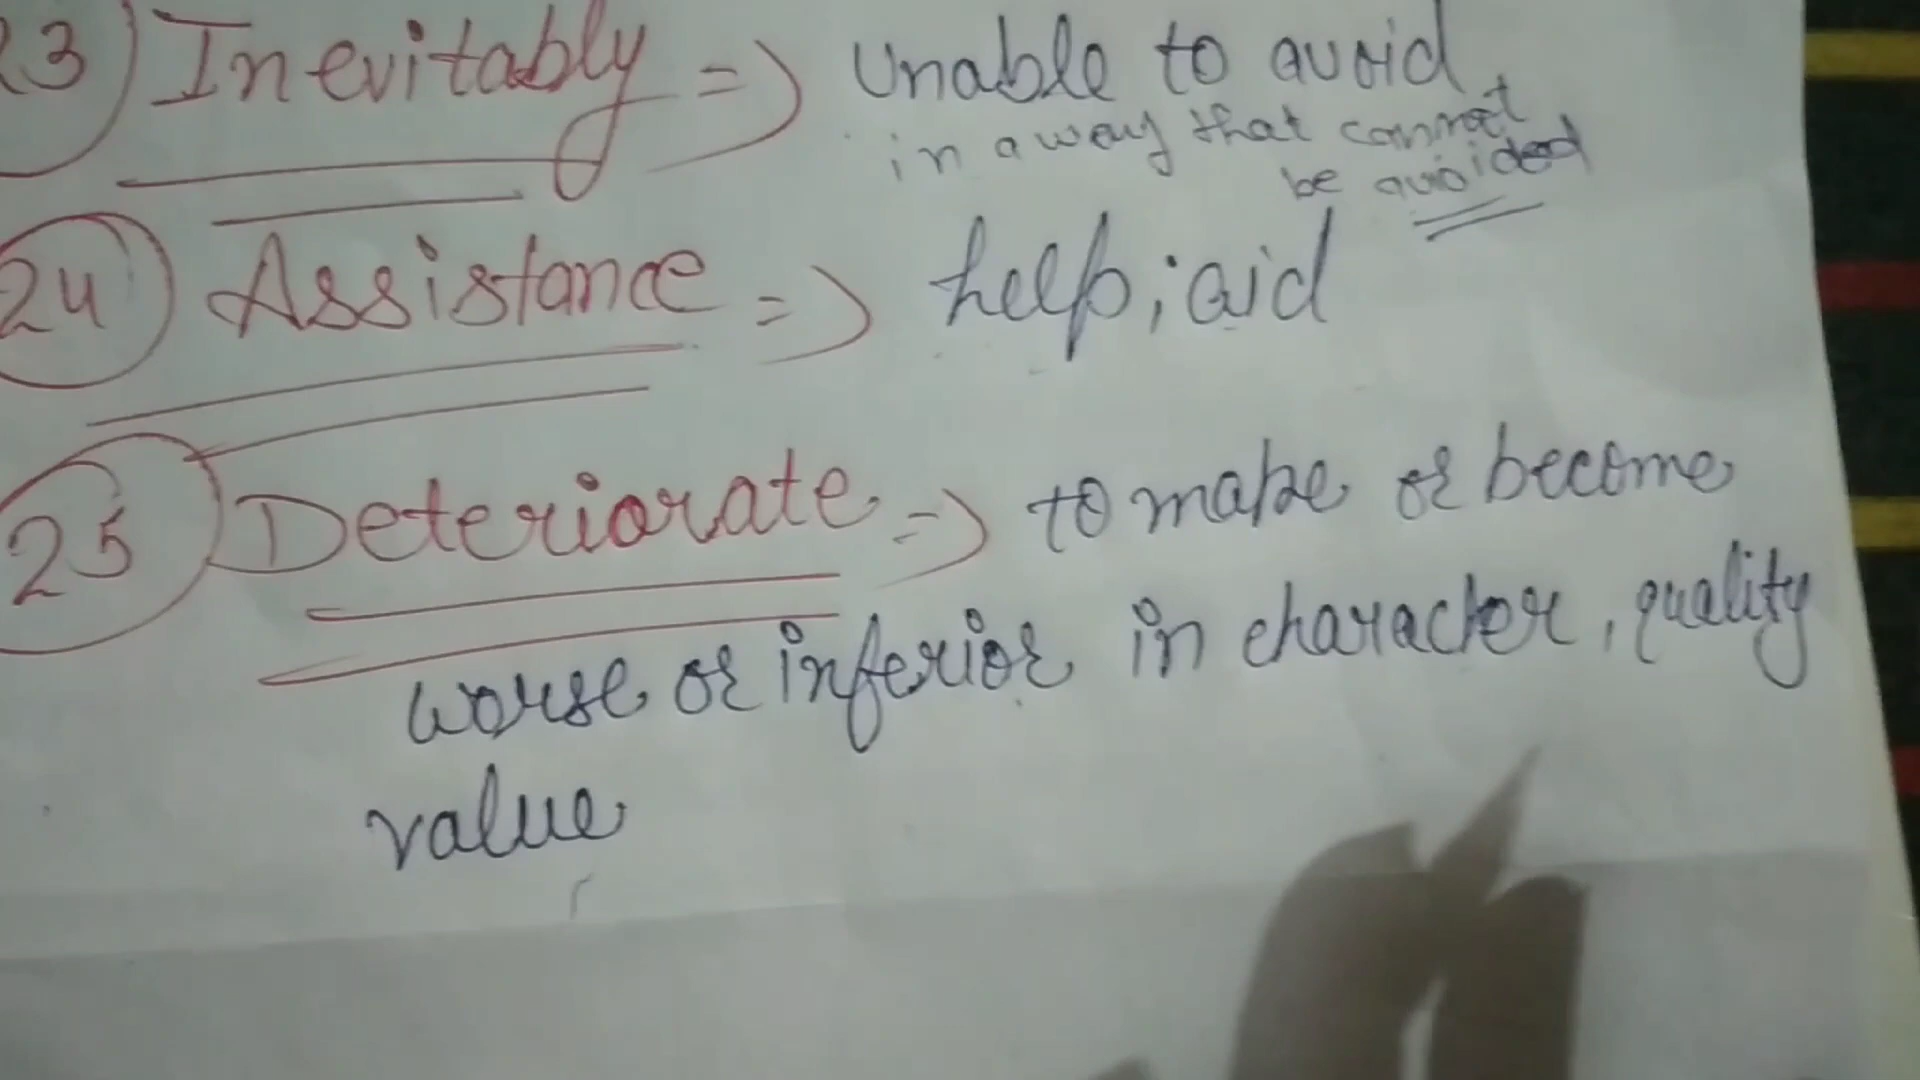 23) Inevitably => Unable to avoid
in a way that cannot
be avoided
24) Assistance => help; aid
25) Deteriorate => to make or become
worse or inferior in character, quality
value